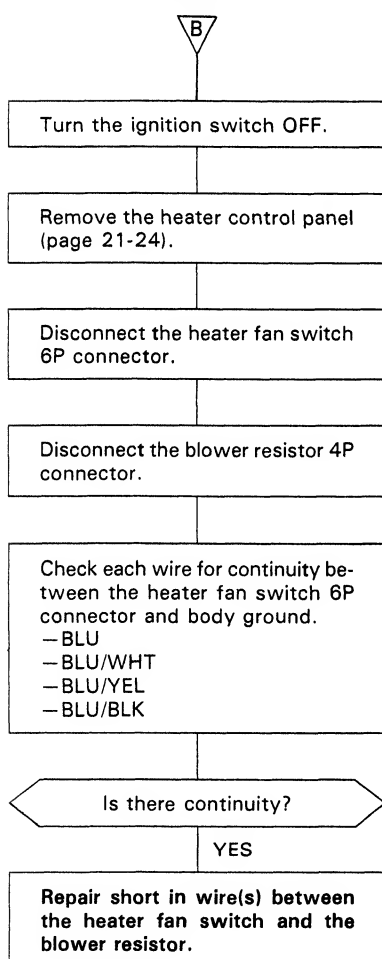 B
Turn the ignition switch OFF.
Remove the heater control panel
(page 21-24).
Disconnect the heater fan switch
6P connector.
Disconnect the blower resistor 4P
connector.
Check each wire for continuity be-
tween the heater fan switch 6P
connector and body ground.
—BLU
—BLU/WHT
—BLU/YEL
—BLU/BLK
Is there continuity?
YES
Repair short in wire(s) between
the heater fan switch and the
blower resistor.